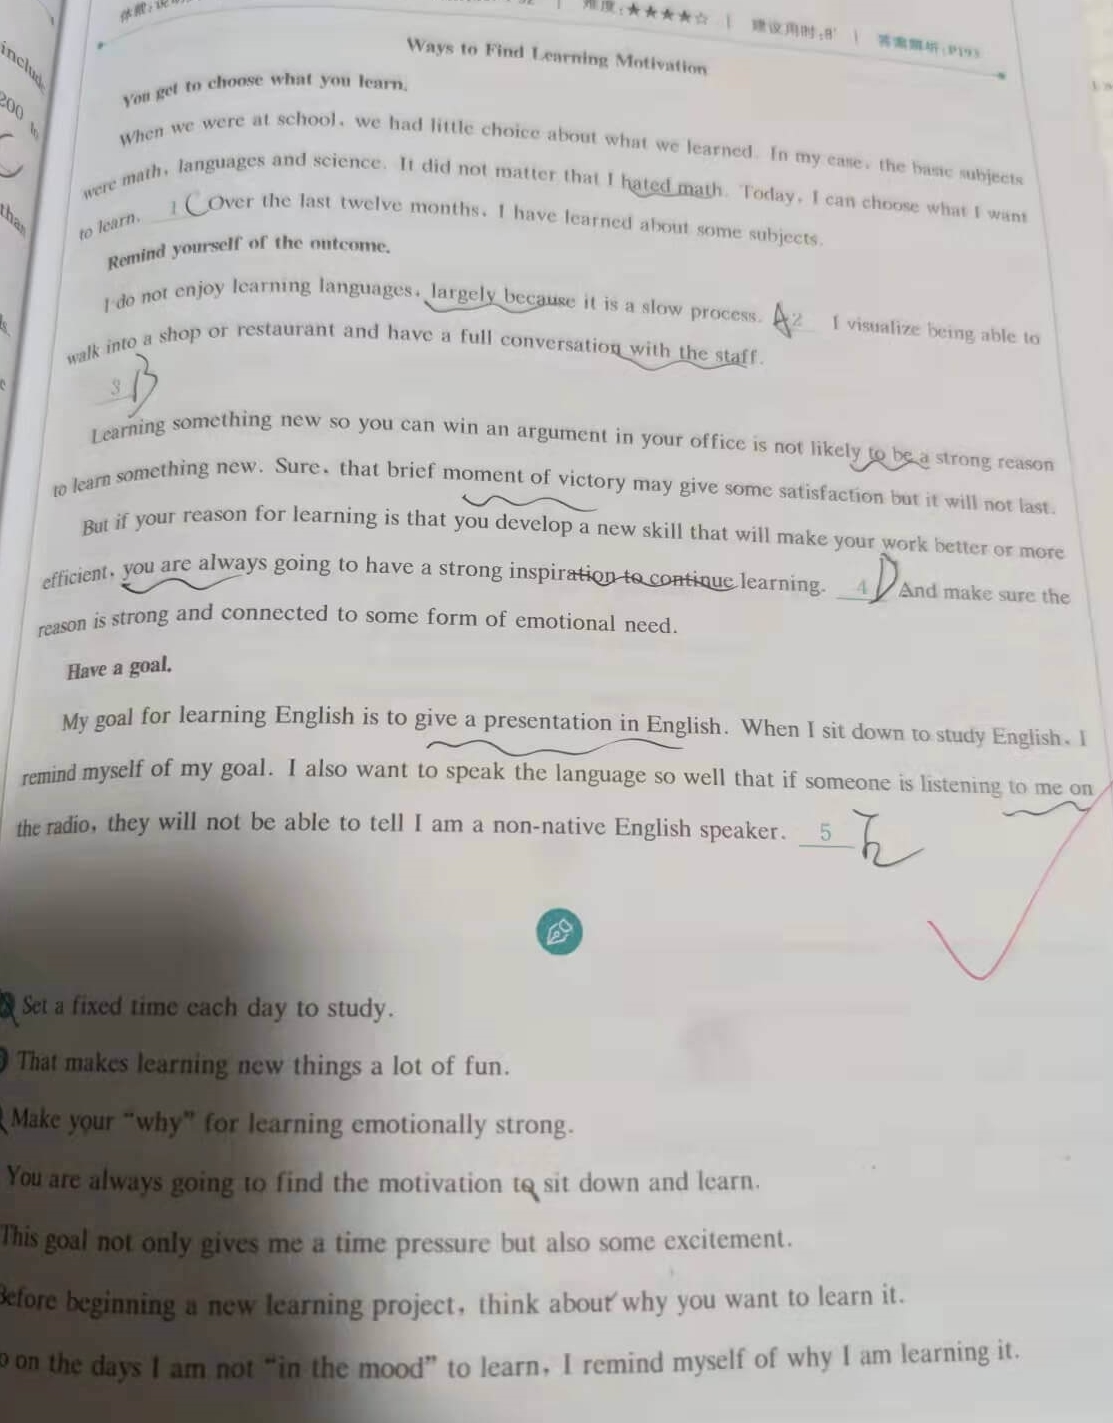 难度:★★★★☆ | 建议用时:8' | 答案解析:P193
Ways to Find Learning Motivation
You get to choose what you learn.
When we were at school, we had little choice about what we learned. In my case, the basic subjects
were math, languages and science. It did not matter that I hated math. Today, I can choose what I want
to learn. 1 C Over the last twelve months, I have learned about some subjects.
Remind yourself of the outcome.
I do not enjoy learning languages, largely because it is a slow process. 2 I visualize being able to
walk into a shop or restaurant and have a full conversation with the staff.
3 B
Learning something new so you can win an argument in your office is not likely to be a strong reason
to learn something new. Sure, that brief moment of victory may give some satisfaction but it will not last.
But if your reason for learning is that you develop a new skill that will make your work better or more
efficient, you are always going to have a strong inspiration to continue learning. 4 D And make sure the
reason is strong and connected to some form of emotional need.
Have a goal.
My goal for learning English is to give a presentation in English. When I sit down to study English, I
remind myself of my goal. I also want to speak the language so well that if someone is listening to me on
the radio, they will not be able to tell I am a non-native English speaker. 5
Set a fixed time each day to study.
That makes learning new things a lot of fun.
Make your “why” for learning emotionally strong.
You are always going to find the motivation to sit down and learn.
This goal not only gives me a time pressure but also some excitement.
Before beginning a new learning project, think about why you want to learn it.
on the days I am not “in the mood” to learn, I remind myself of why I am learning it.
include
200
than